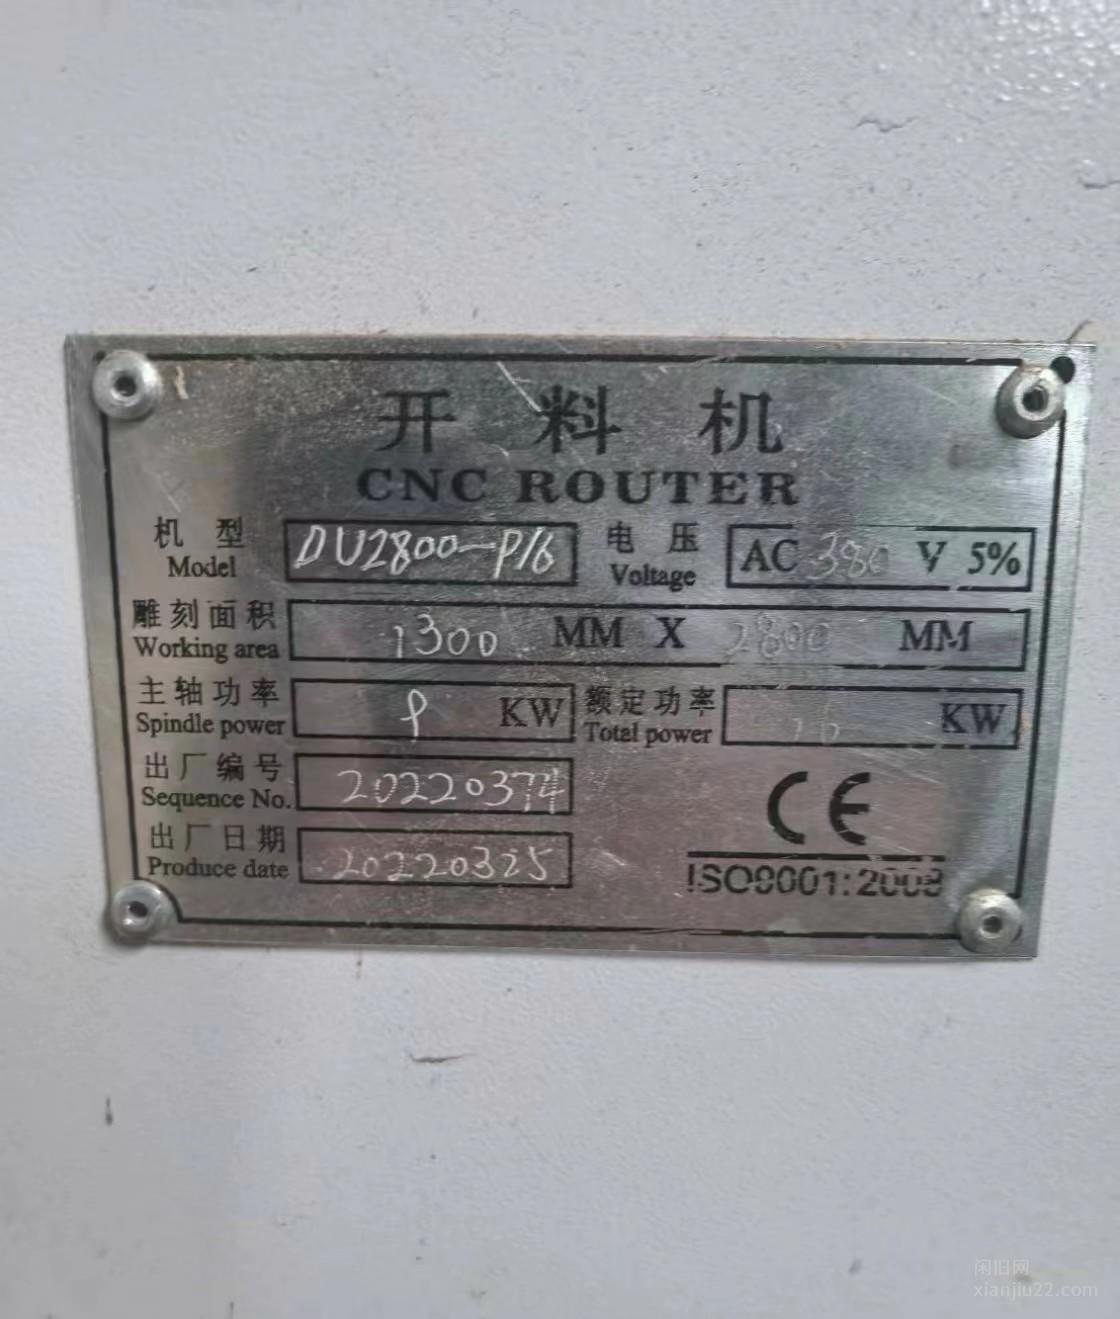 开料机
CNC ROUTER
机型 DU2800-P/6 电压 AC 380 V 5%
Model Voltage
雕刻面积 1300 MM X 2800 MM
Working area
主轴功率 9 KW 额定功率 16 KW
Spindle power Total power
出厂编号 20220374
Sequence No.
CE
出厂日期 20220325
Produce date
ISO9001:2008
闲旧网
xianjiu22.com